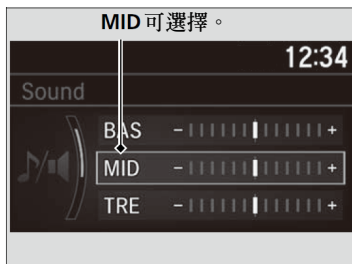 MID可選擇。
12:34
Sound
BAS - +
MID - +
TRE - +